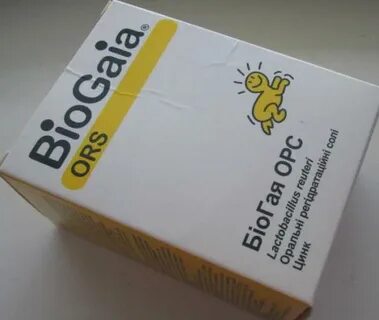 BioGaia®
ORS
БіоГая ОРС
Lactobacillus reuteri
Оральні регідратаційні солі
Цинк